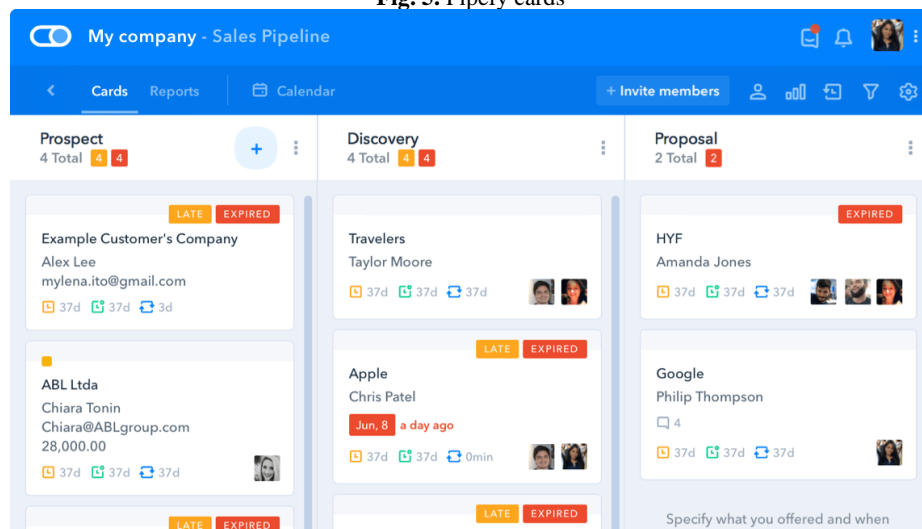 Fig. 3. Pipefy cards
My company - Sales Pipeline
Cards Reports Calendar + Invite members
Prospect
4 Total 4 4
LATE EXPIRED
Example Customer's Company
Alex Lee
mylena.ito@gmail.com
37d 37d 3d
ABL Ltda
Chiara Tonin
Chiara@ABLgroup.com
28,000.00
37d 37d 37d
LATE EXPIRED
Discovery
4 Total 4 4
Travelers
Taylor Moore
37d 37d 37d
LATE EXPIRED
Apple
Chris Patel
Jun, 8 a day ago
37d 37d 0min
LATE EXPIRED
Proposal
2 Total 2
EXPIRED
HYF
Amanda Jones
37d 37d 37d
Google
Philip Thompson
4
37d 37d 37d
Specify what you offered and when